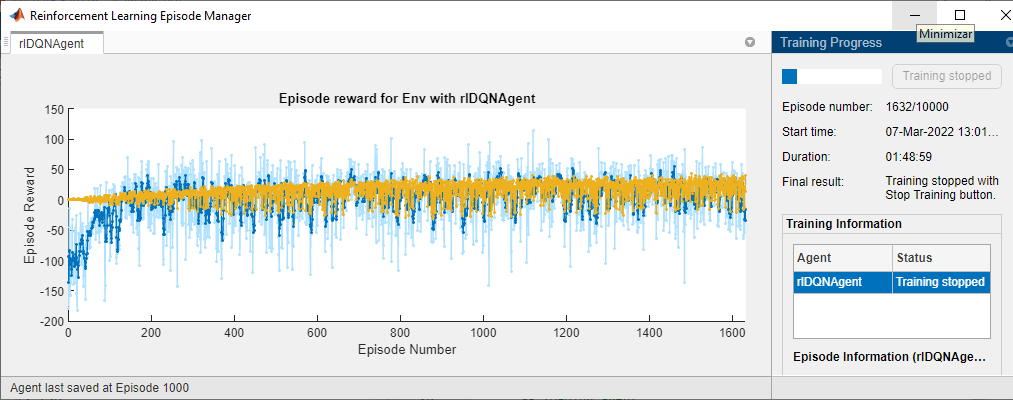 Reinforcement Learning Episode Manager
Minimizar
rlDQNAgent
Episode reward for Env with rlDQNAgent
150
100
50
0
-50
-100
-150
-200
Episode Reward
0 200 400 600 800 1000 1200 1400 1600
Episode Number
Agent last saved at Episode 1000
Training Progress
Training stopped
Episode number: 1632/10000
Start time: 07-Mar-2022 13:01...
Duration: 01:48:59
Final result: Training stopped with
Stop Training button.
Training Information
Agent Status
rlDQNAgent Training stopped
Episode Information (rlDQNAge...